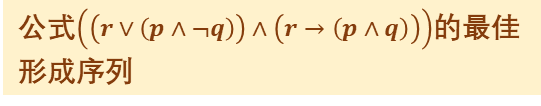 公式((r ∨ (p ∧ ¬q)) ∧ (r → (p ∧ q)))的最佳
形成序列